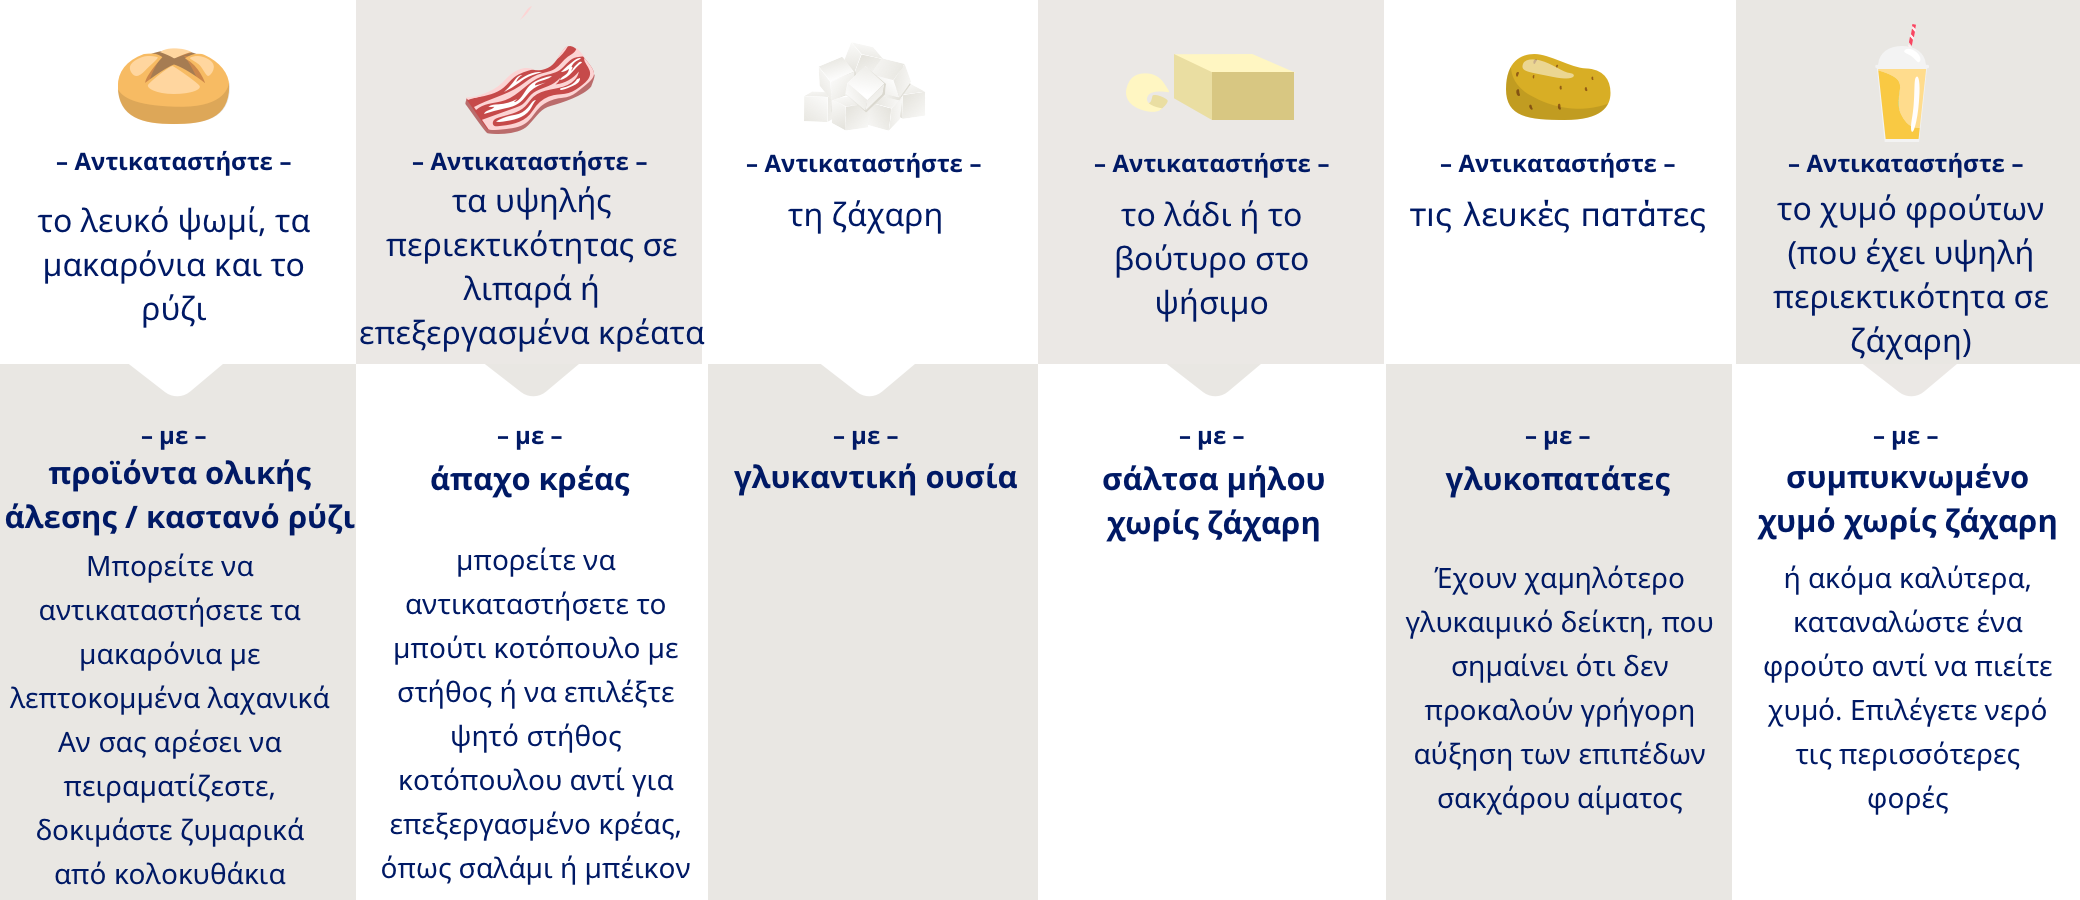 – Αντικαταστήστε –
το λευκό ψωμί, τα
μακαρόνια και το
ρύζι
– με –
προϊόντα ολικής
άλεσης / καστανό ρύζι
Μπορείτε να
αντικαταστήσετε τα
μακαρόνια με
λεπτοκομμένα λαχανικά
Αν σας αρέσει να
πειραματίζεστε,
δοκιμάστε ζυμαρικά
από κολοκυθάκια
– Αντικαταστήστε –
τα υψηλής
περιεκτικότητας σε
λιπαρά ή
επεξεργασμένα κρέατα
– με –
άπαχο κρέας
μπορείτε να
αντικαταστήσετε το
μπούτι κοτόπουλο με
στήθος ή να επιλέξτε
ψητό στήθος
κοτόπουλου αντί για
επεξεργασμένο κρέας,
όπως σαλάμι ή μπέικον
– Αντικαταστήστε –
τη ζάχαρη
– με –
γλυκαντική ουσία
– Αντικαταστήστε –
το λάδι ή το
βούτυρο στο
ψήσιμο
– με –
σάλτσα μήλου
χωρίς ζάχαρη
– Αντικαταστήστε –
τις λευκές πατάτες
– με –
γλυκοπατάτες
Έχουν χαμηλότερο
γλυκαιμικό δείκτη, που
σημαίνει ότι δεν
προκαλούν γρήγορη
αύξηση των επιπέδων
σακχάρου αίματος
– Αντικαταστήστε –
το χυμό φρούτων
(που έχει υψηλή
περιεκτικότητα σε
ζάχαρη)
– με –
συμπυκνωμένο
χυμό χωρίς ζάχαρη
ή ακόμα καλύτερα,
καταναλώστε ένα
φρούτο αντί να πιείτε
χυμό. Επιλέγετε νερό
τις περισσότερες
φορές